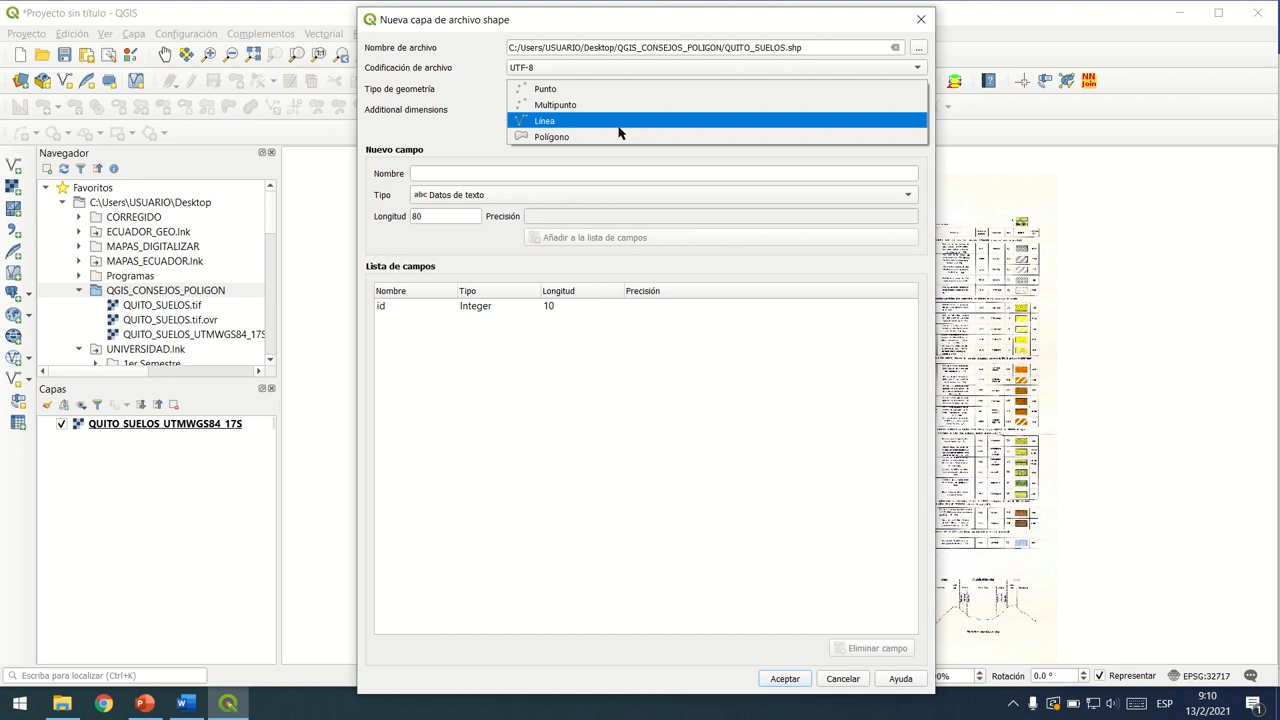 *Proyecto sin título — QGIS
Proyecto Edición Ver Capa Configuración Complementos Vectorial
Nueva capa de archivo shape
Nombre de archivo C:/Users/USUARIO/Desktop/QGIS_CONSEJOS_POLIGON/QUITO_SUELOS.shp ...
Codificación de archivo UTF-8
Tipo de geometría
Punto
Additional dimensions
Multipunto
Línea
Polígono
Nuevo campo
Nombre
Tipo abc Datos de texto
Longitud 80 Precisión
Añadir a la lista de campos
Lista de campos
Nombre Tipo Longitud Precisión
id Integer 10
Eliminar campo
Aceptar Cancelar Ayuda
NN
join
Navegador
Favoritos
C:\Users\USUARIO\Desktop
CORREGIDO
ECUADOR_GEO.lnk
MAPAS_DIGITALIZAR
MAPAS_ECUADOR.lnk
Programas
QGIS_CONSEJOS_POLIGON
QUITO_SUELOS.tif
QUITO_SUELOS.tif.ovr
QUITO_SUELOS_UTMWGS84_17S
UNIVERSIDAD.lnk
1er Semestre
Capas
QUITO_SUELOS_UTMWGS84_17S
Escriba para localizar (Ctrl+K)
0% Rotación 0.0 ° Representar EPSG:32717
ESP
9:10
13/2/2021
1